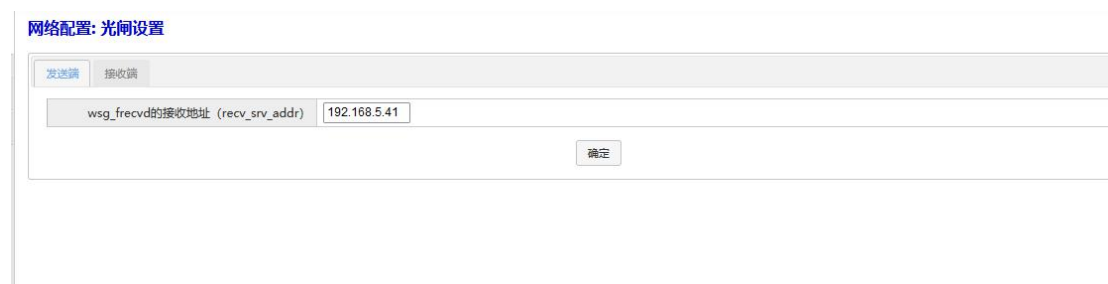 网络配置: 光闸设置
发送端 接收端
wsg_frecvd的接收地址（recv_srv_addr） 192.168.5.41
确定